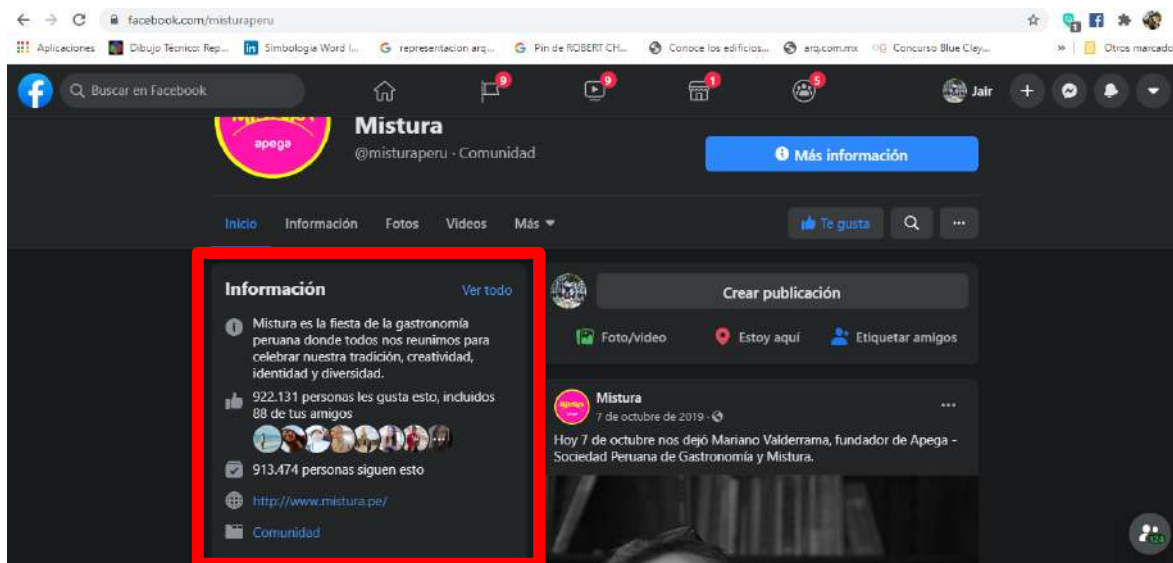 facebook.com/misturaperu
Aplicaciones Dibujo Técnico: Rep... Simbologia Word I... representacion arq... Pin de ROBERT CH... Conoce los edificios... arq.com.mx Concurso Blue Clay... » Otros marcado
Buscar en Facebook 9 9 1 5 Jair
apega
Mistura
@misturaperu · Comunidad
Más información
Inicio Información Fotos Videos Más
Te gusta
Información Ver todo
Mistura es la fiesta de la gastronomía
peruana donde todos nos reunimos para
celebrar nuestra tradición, creatividad,
identidad y diversidad.
922.131 personas les gusta esto, incluidos
88 de tus amigos
913.474 personas siguen esto
http://www.mistura.pe/
Comunidad
Crear publicación
Foto/video Estoy aquí Etiquetar amigos
Mistura
7 de octubre de 2019 ·
Hoy 7 de octubre nos dejó Mariano Valderrama, fundador de Apega -
Sociedad Peruana de Gastronomía y Mistura.
124